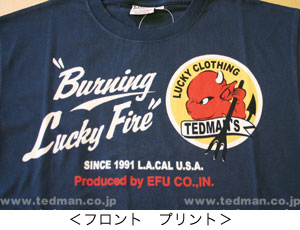 "Burning
Lucky Fire"
LUCKY CLOTHING
TEDMAN'S
SINCE 1991 L.A.CAL U.S.A.
Produced by EFU CO.,IN.
www.tedman.co.jp
www.tedman.co.jp
＜フロント　プリント＞